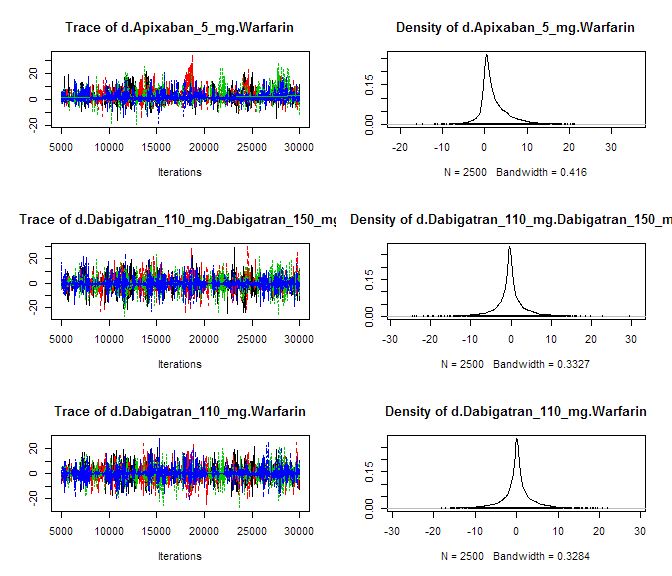 Trace of d.Apixaban_5_mg.Warfarin
20
0
-20
5000 10000 15000 20000 25000 30000
Iterations
Density of d.Apixaban_5_mg.Warfarin
0.15
0.00
-20 -10 0 10 20 30
N = 2500 Bandwidth = 0.416
Trace of d.Dabigatran_110_mg.Dabigatran_150_mg
20
0
-20
5000 10000 15000 20000 25000 30000
Iterations
Density of d.Dabigatran_110_mg.Dabigatran_150_m
0.15
0.00
-30 -20 -10 0 10 20 30
N = 2500 Bandwidth = 0.3327
Trace of d.Dabigatran_110_mg.Warfarin
20
0
-20
5000 10000 15000 20000 25000 30000
Iterations
Density of d.Dabigatran_110_mg.Warfarin
0.15
0.00
-30 -20 -10 0 10 20 30
N = 2500 Bandwidth = 0.3284